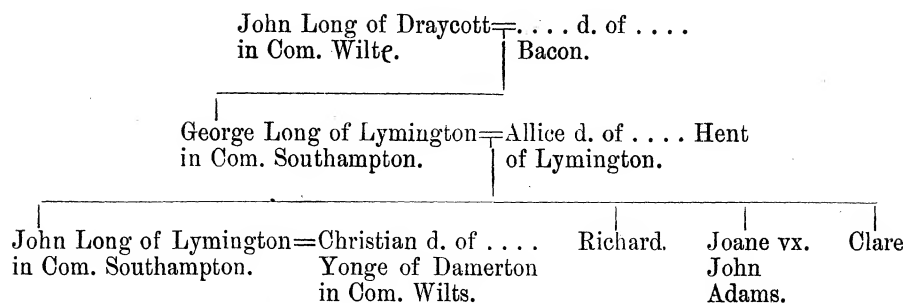 John Long of Draycott=. . . . d. of . . . .
in Com. Wilts. Bacon.
George Long of Lymington=Allice d. of . . . . Hent
in Com. Southampton. of Lymington.
John Long of Lymington=Christian d. of . . . . Richard. Joane vx. Clare
in Com. Southampton. Yonge of Damerton John
in Com. Wilts. Adams.